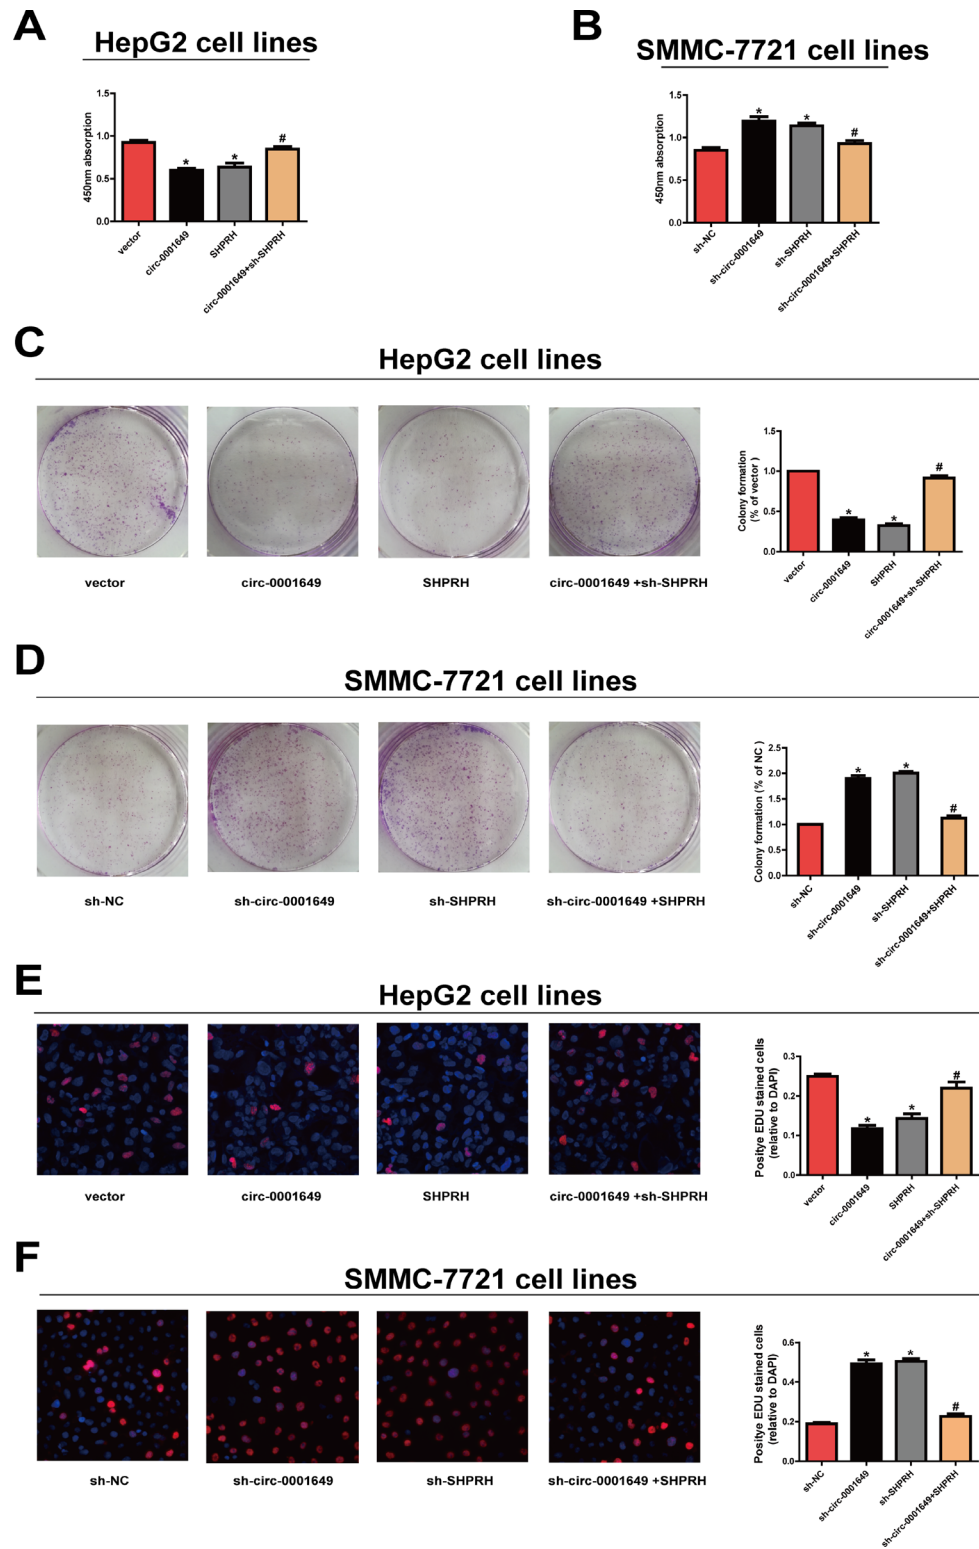 A
HepG2 cell lines
450nm absorption
1.5
1.0
0.5
0.0
*
*
#
vector
circ-0001649
SHPRH
circ-0001649+sh-SHPRH
B
SMMC-7721 cell lines
450nm absorption
1.5
1.0
0.5
0.0
*
*
#
sh-NC
sh-circ-0001649
sh-SHPRH
sh-circ-0001649+SHPRH
C
HepG2 cell lines
vector
circ-0001649
SHPRH
circ-0001649 +sh-SHPRH
Colony formation
(% of vector )
1.5
1.0
0.5
0.0
*
*
#
vector
circ-0001649
SHPRH
circ-0001649+sh-SHPRH
D
SMMC-7721 cell lines
sh-NC
sh-circ-0001649
sh-SHPRH
sh-circ-0001649 +SHPRH
Colony formation (% of NC )
2.5
2.0
1.5
1.0
0.5
0.0
*
*
#
sh-NC
sh-circ-0001649
sh-SHPRH
sh-circ-0001649+SHPRH
E
HepG2 cell lines
vector
circ-0001649
SHPRH
circ-0001649 +sh-SHPRH
Positye EDU stained cells
(relative to DAPI)
0.3
0.2
0.1
0.0
*
*
#
vector
circ-0001649
SHPRH
circ-0001649+sh-SHPRH
F
SMMC-7721 cell lines
sh-NC
sh-circ-0001649
sh-SHPRH
sh-circ-0001649 +SHPRH
Positye EDU stained cells
(relative to DAPI)
0.6
0.4
0.2
0.0
*
*
#
sh-NC
sh-circ-0001649
sh-SHPRH
sh-circ-0001649+SHPRH